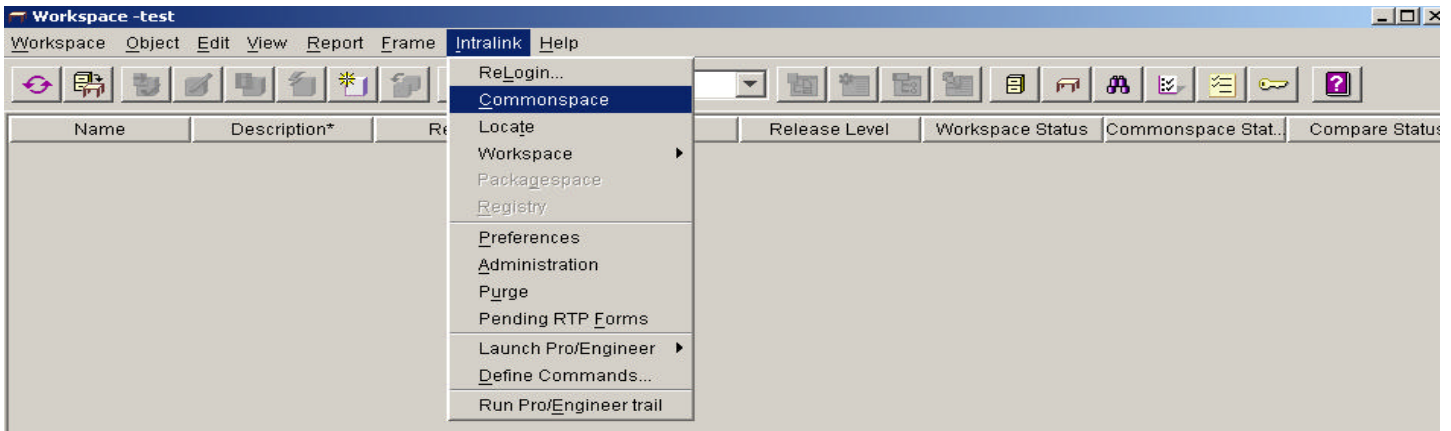 Workspace -test
Workspace Object Edit View Report Frame Intralink Help
ReLogin...
Commonspace
Name Description* Release Level Workspace Status Commonspace Stat.. Compare Status
Locate
Workspace
Packagespace
Registry
Preferences
Administration
Purge
Pending RTP Forms
Launch Pro/Engineer
Define Commands...
Run Pro/Engineer trail